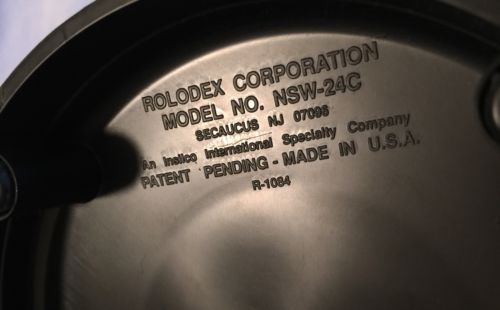 ROLODEX CORPORATION
MODEL NO. NSW-24C
SECAUCUS NJ 07096
An Insilco International Specialty Company
PATENT PENDING - MADE IN U.S.A.
R-1084